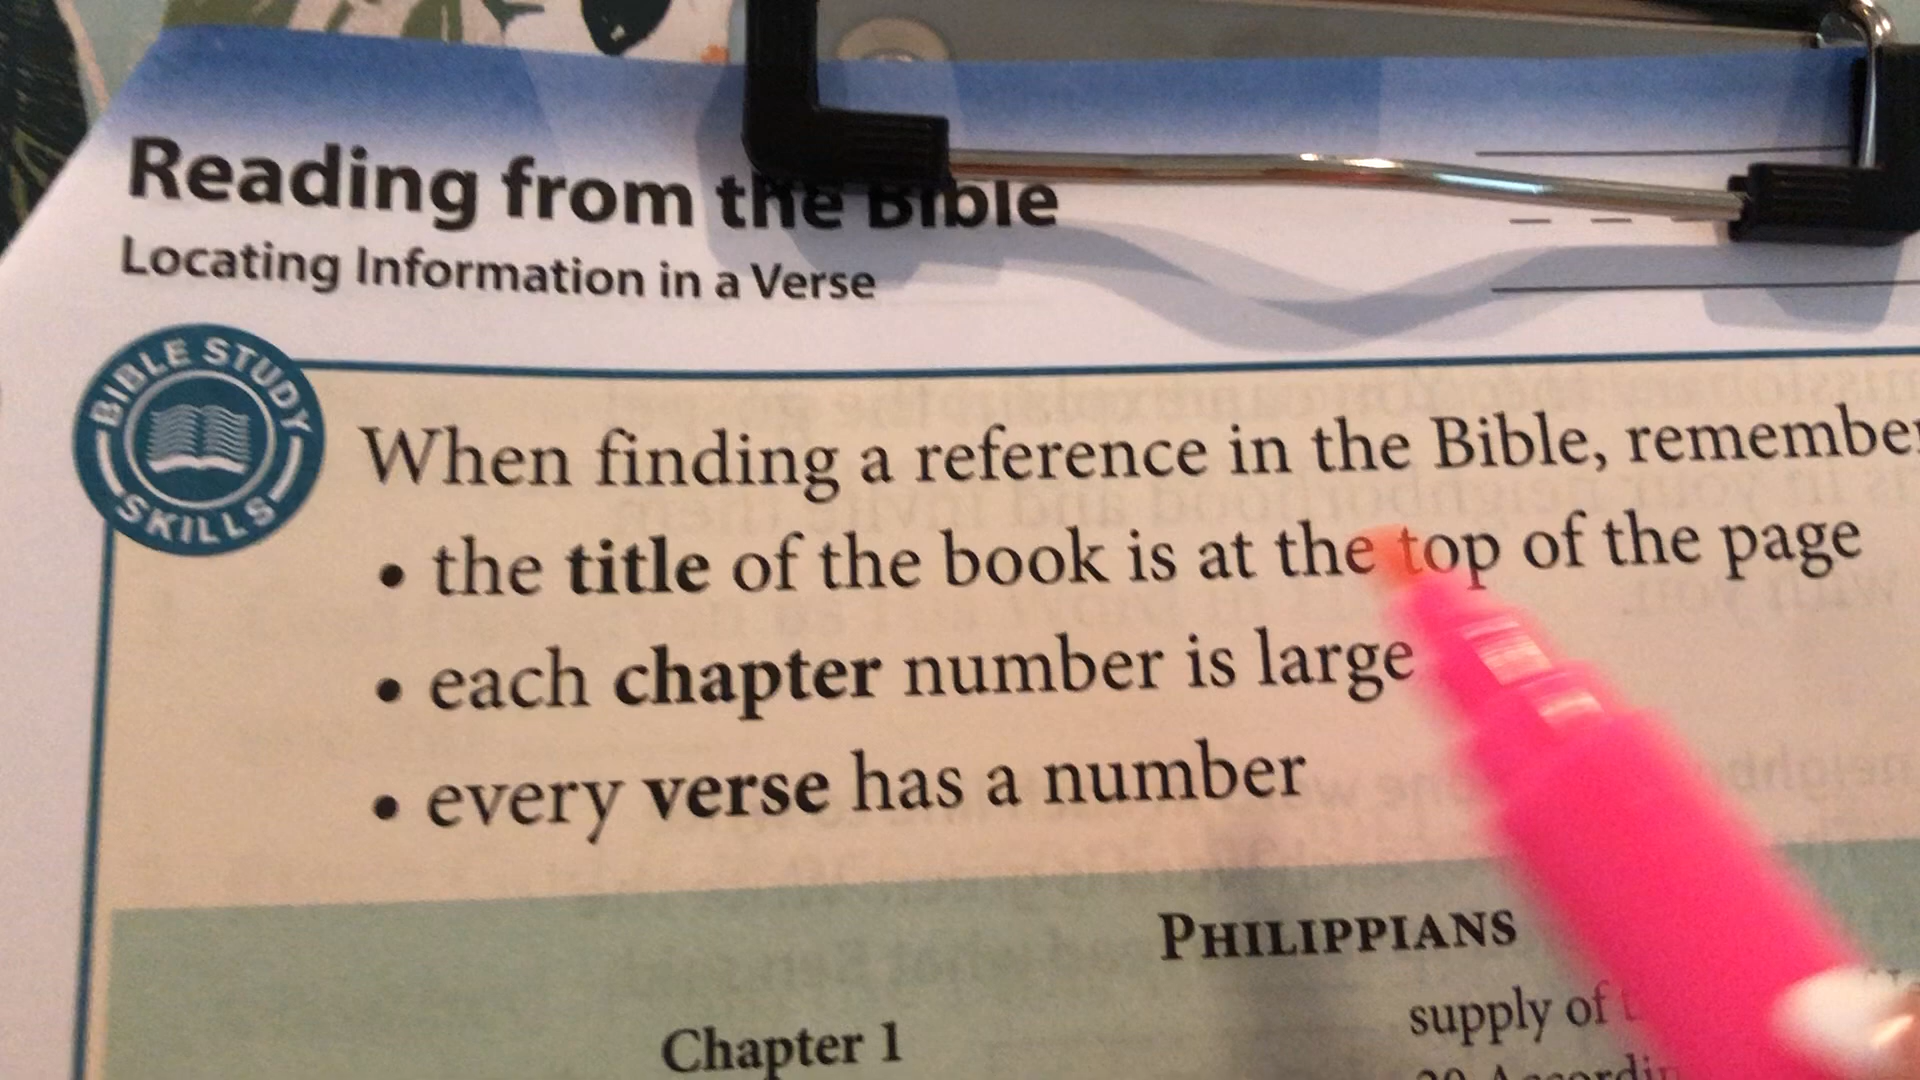 Reading from the Bible
Locating Information in a Verse
BIBLE STUDY
SKILLS
When finding a reference in the Bible, remember
• the title of the book is at the top of the page
• each chapter number is large
• every verse has a number
PHILIPPIANS
Chapter 1
supply of
20